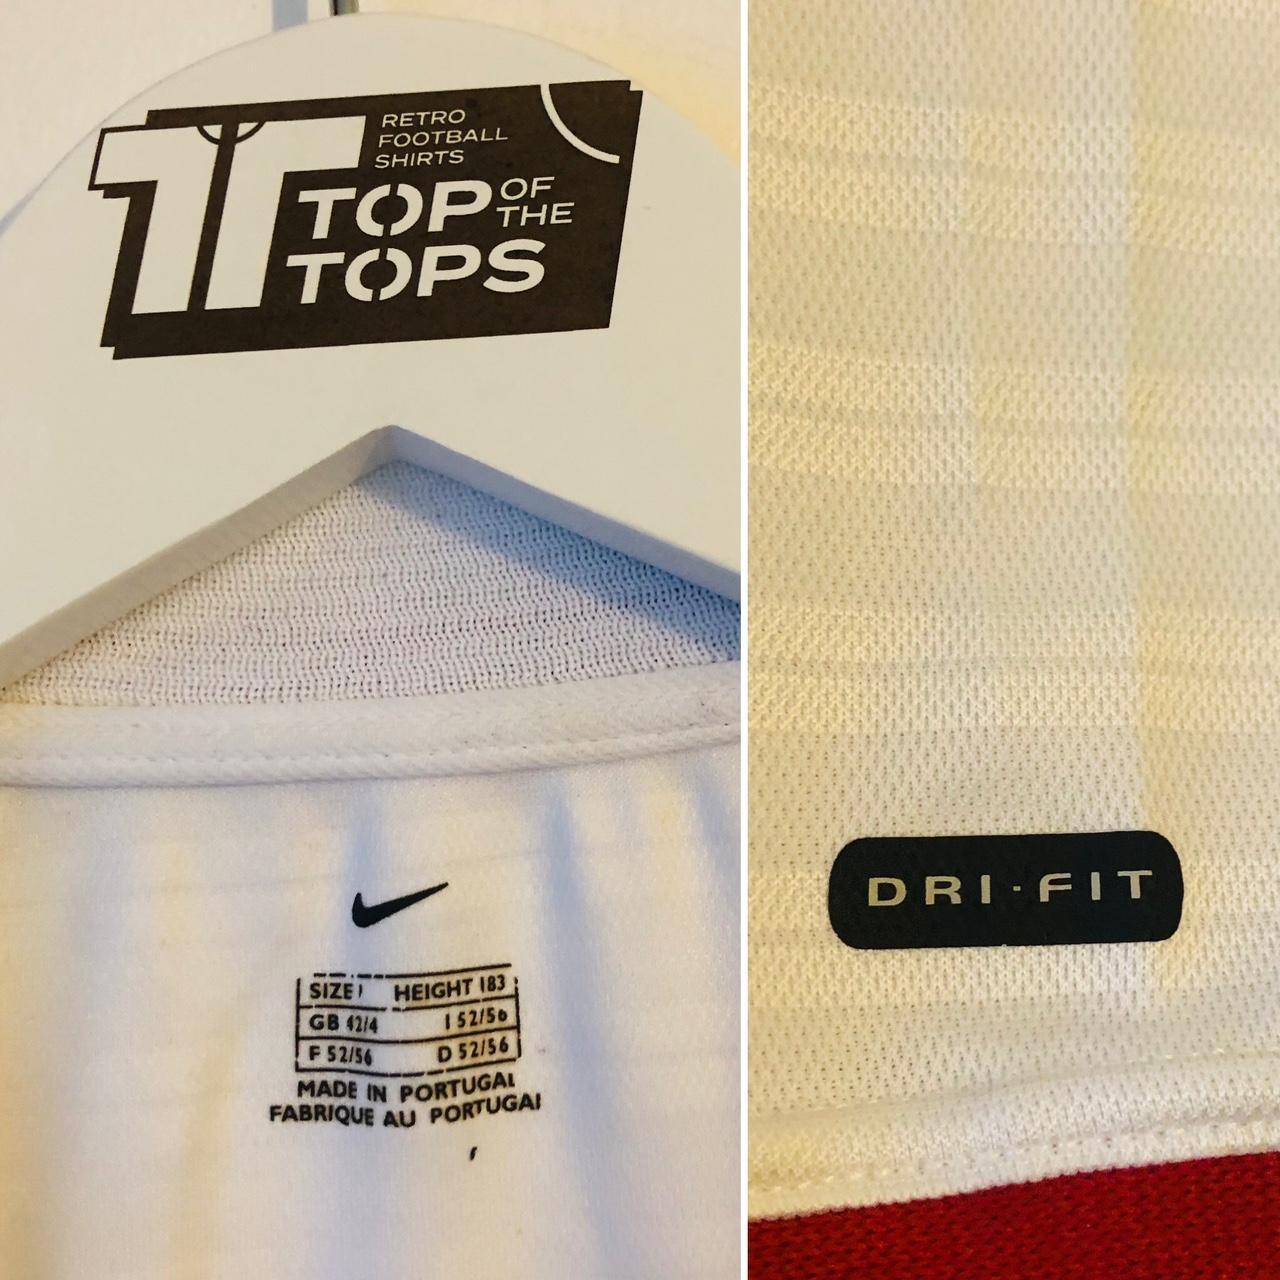 RETRO
FOOTBALL
SHIRTS
TOP OF THE
TOPS
SIZE HEIGHT 183
GB 42/4 I 52/56
F 52/56 D 52/56
MADE IN PORTUGAL
FABRIQUE AU PORTUGAL
DRI·FIT